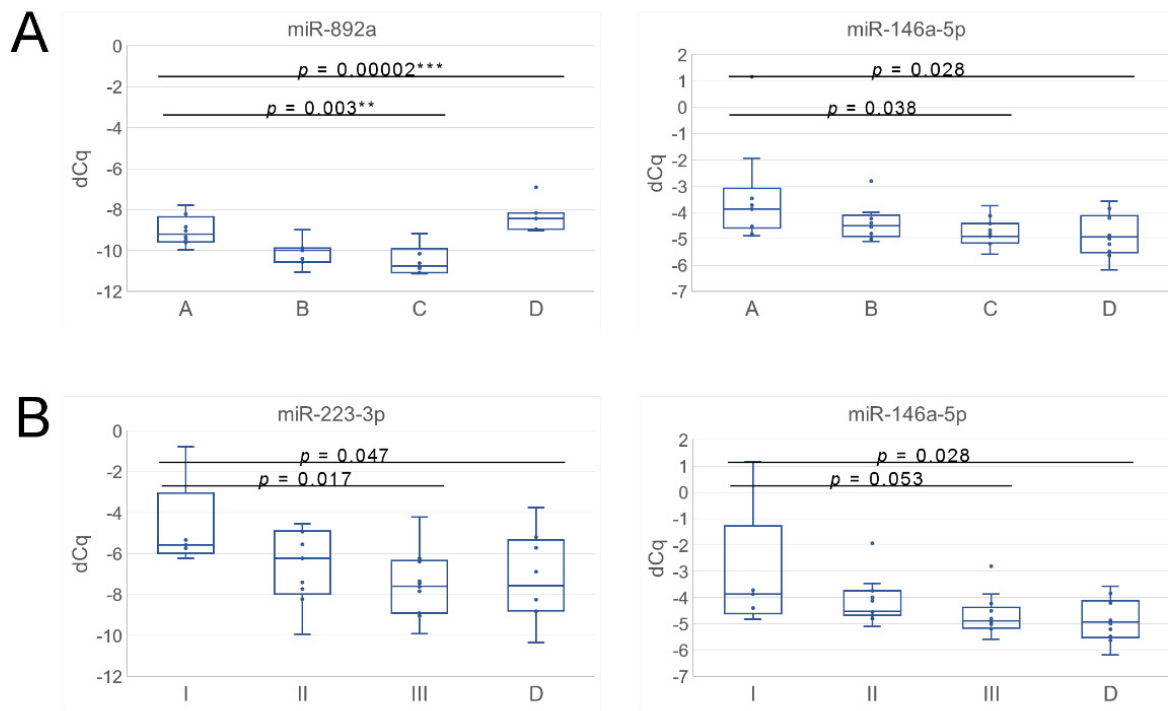 A
miR-892a
0
-2
-4
-6
-8
-10
-12
dCq
p = 0.00002***
p = 0.003**
A B C D
miR-146a-5p
2
1
0
-1
-2
-3
-4
-5
-6
-7
dCq
p = 0.028
p = 0.038
A B C D
B
miR-223-3p
0
-2
-4
-6
-8
-10
-12
dCq
p = 0.047
p = 0.017
I II III D
miR-146a-5p
2
1
0
-1
-2
-3
-4
-5
-6
-7
dCq
p = 0.028
p = 0.053
I II III D